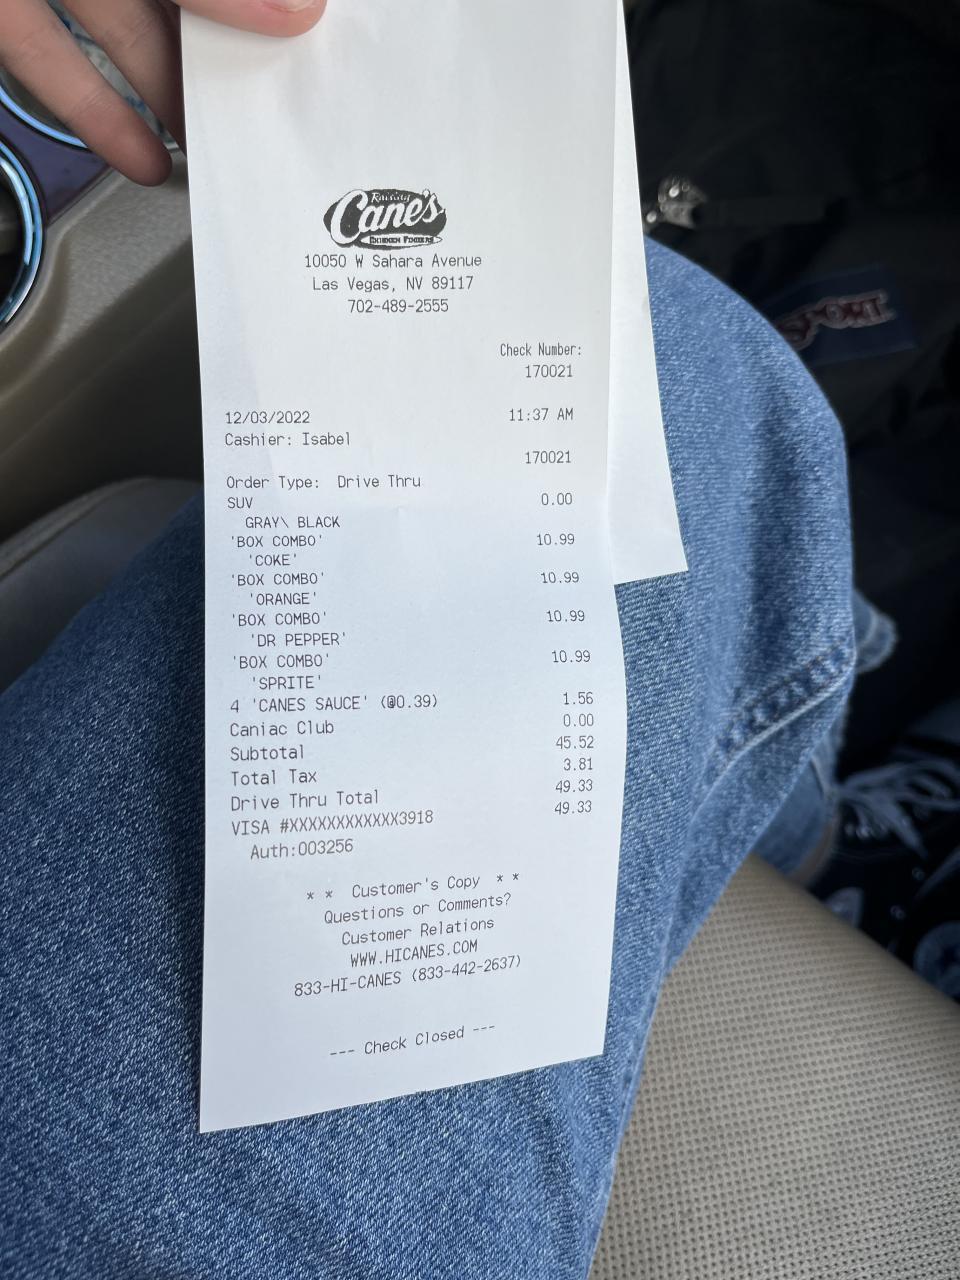 Raising
Cane's
CHICKEN FINGERS
10050 W Sahara Avenue
Las Vegas, NV 89117
702-489-2555
Check Number:
170021
12/03/2022 11:37 AM
Cashier: Isabel
170021
Order Type: Drive Thru
SUV 0.00
GRAY\ BLACK
'BOX COMBO' 10.99
'COKE'
'BOX COMBO' 10.99
'ORANGE'
'BOX COMBO' 10.99
'DR PEPPER'
'BOX COMBO' 10.99
'SPRITE'
4 'CANES SAUCE' (@0.39) 1.56
Caniac Club 0.00
Subtotal 45.52
Total Tax 3.81
Drive Thru Total 49.33
VISA #XXXXXXXXXXXX3918 49.33
Auth:003256
* * Customer's Copy * *
Questions or Comments?
Customer Relations
WWW.HICANES.COM
833-HI-CANES (833-442-2637)
--- Check Closed ---